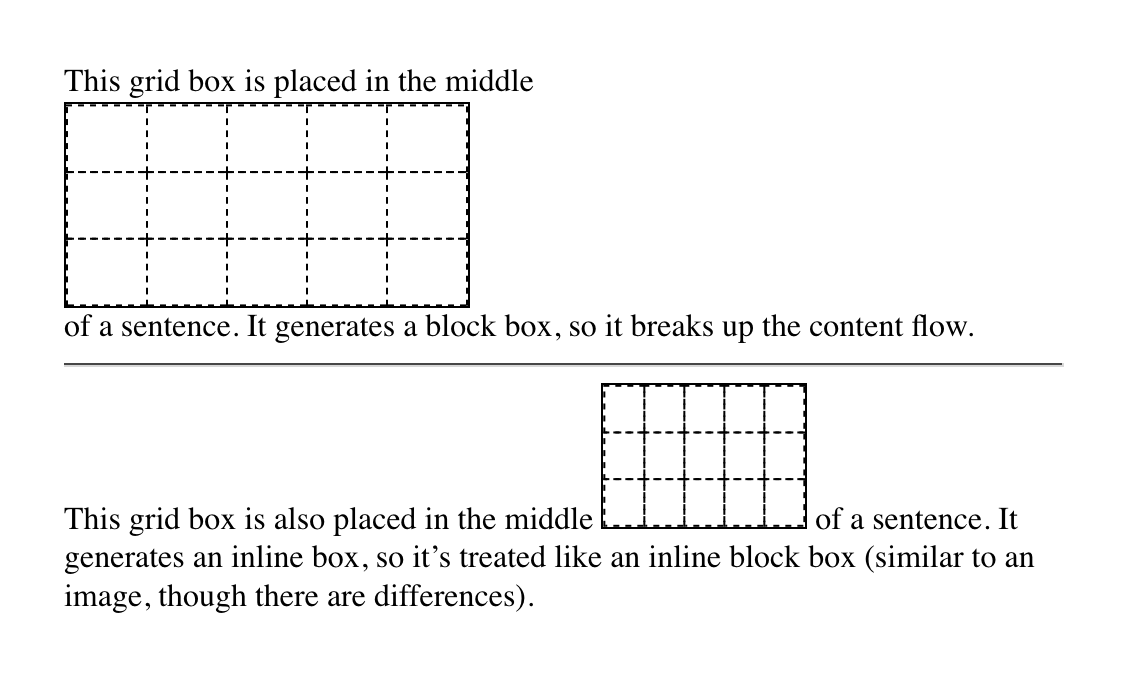 This grid box is placed in the middle
of a sentence. It generates a block box, so it breaks up the content flow.
This grid box is also placed in the middle of a sentence. It
generates an inline box, so it’s treated like an inline block box (similar to an
image, though there are differences).